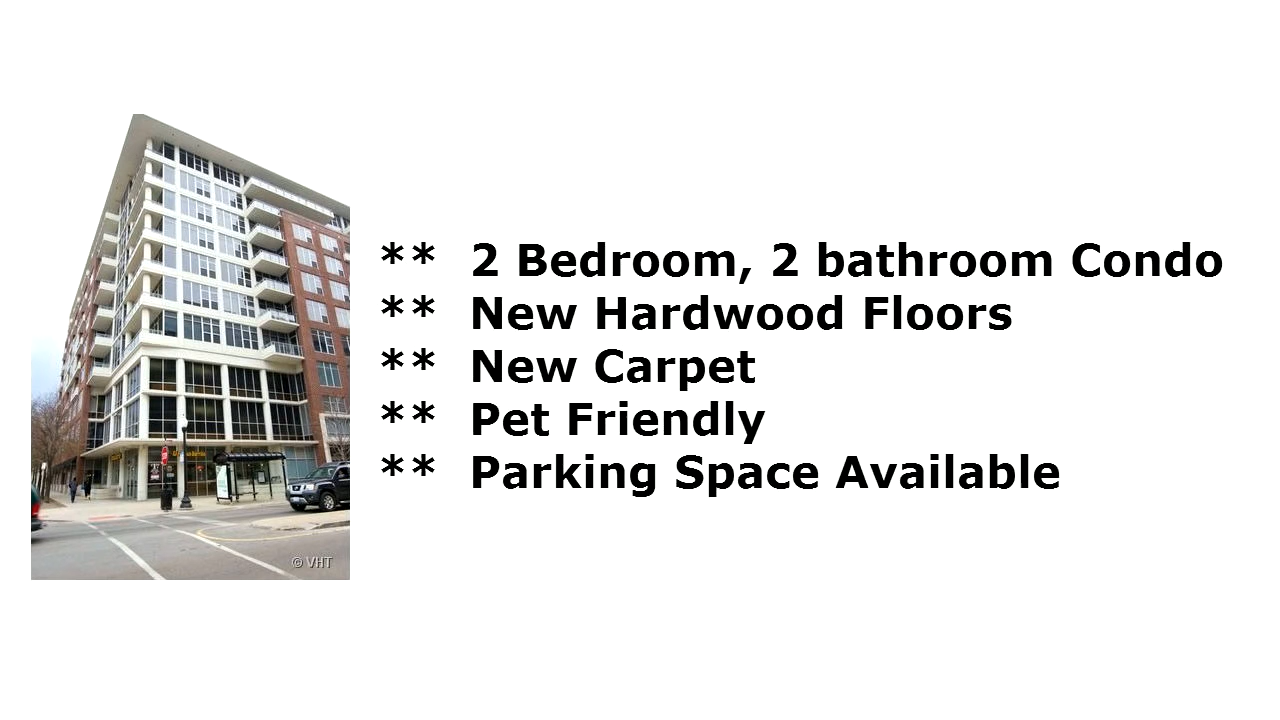 **  2 Bedroom, 2 bathroom Condo
**  New Hardwood Floors
**  New Carpet
**  Pet Friendly
**  Parking Space Available
© VHT